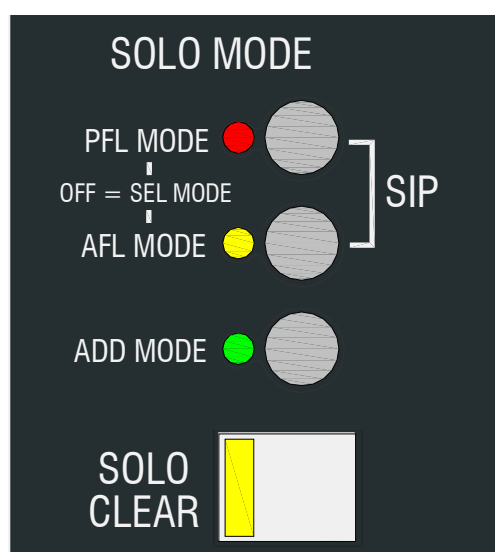 SOLO MODE
PFL MODE
OFF = SEL MODE
AFL MODE
SIP
ADD MODE
SOLO
CLEAR